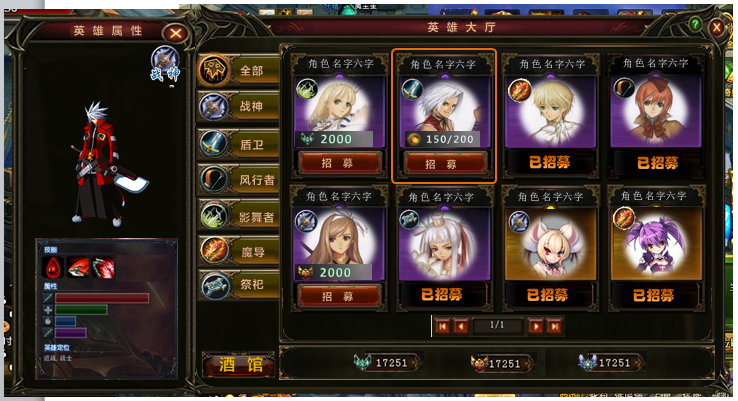 英雄属性
战神
技能
属性
英雄定位
近战, 战士
英雄大厅
?
全部
战神
盾卫
风行者
影舞者
魔导
祭祀
酒馆
角色名字六字
2000
招募
角色名字六字
150/200
招募
角色名字六字
已招募
角色名字六字
已招募
角色名字六字
2000
招募
角色名字六字
已招募
角色名字六字
已招募
角色名字六字
已招募
1/1
17251
17251
17251